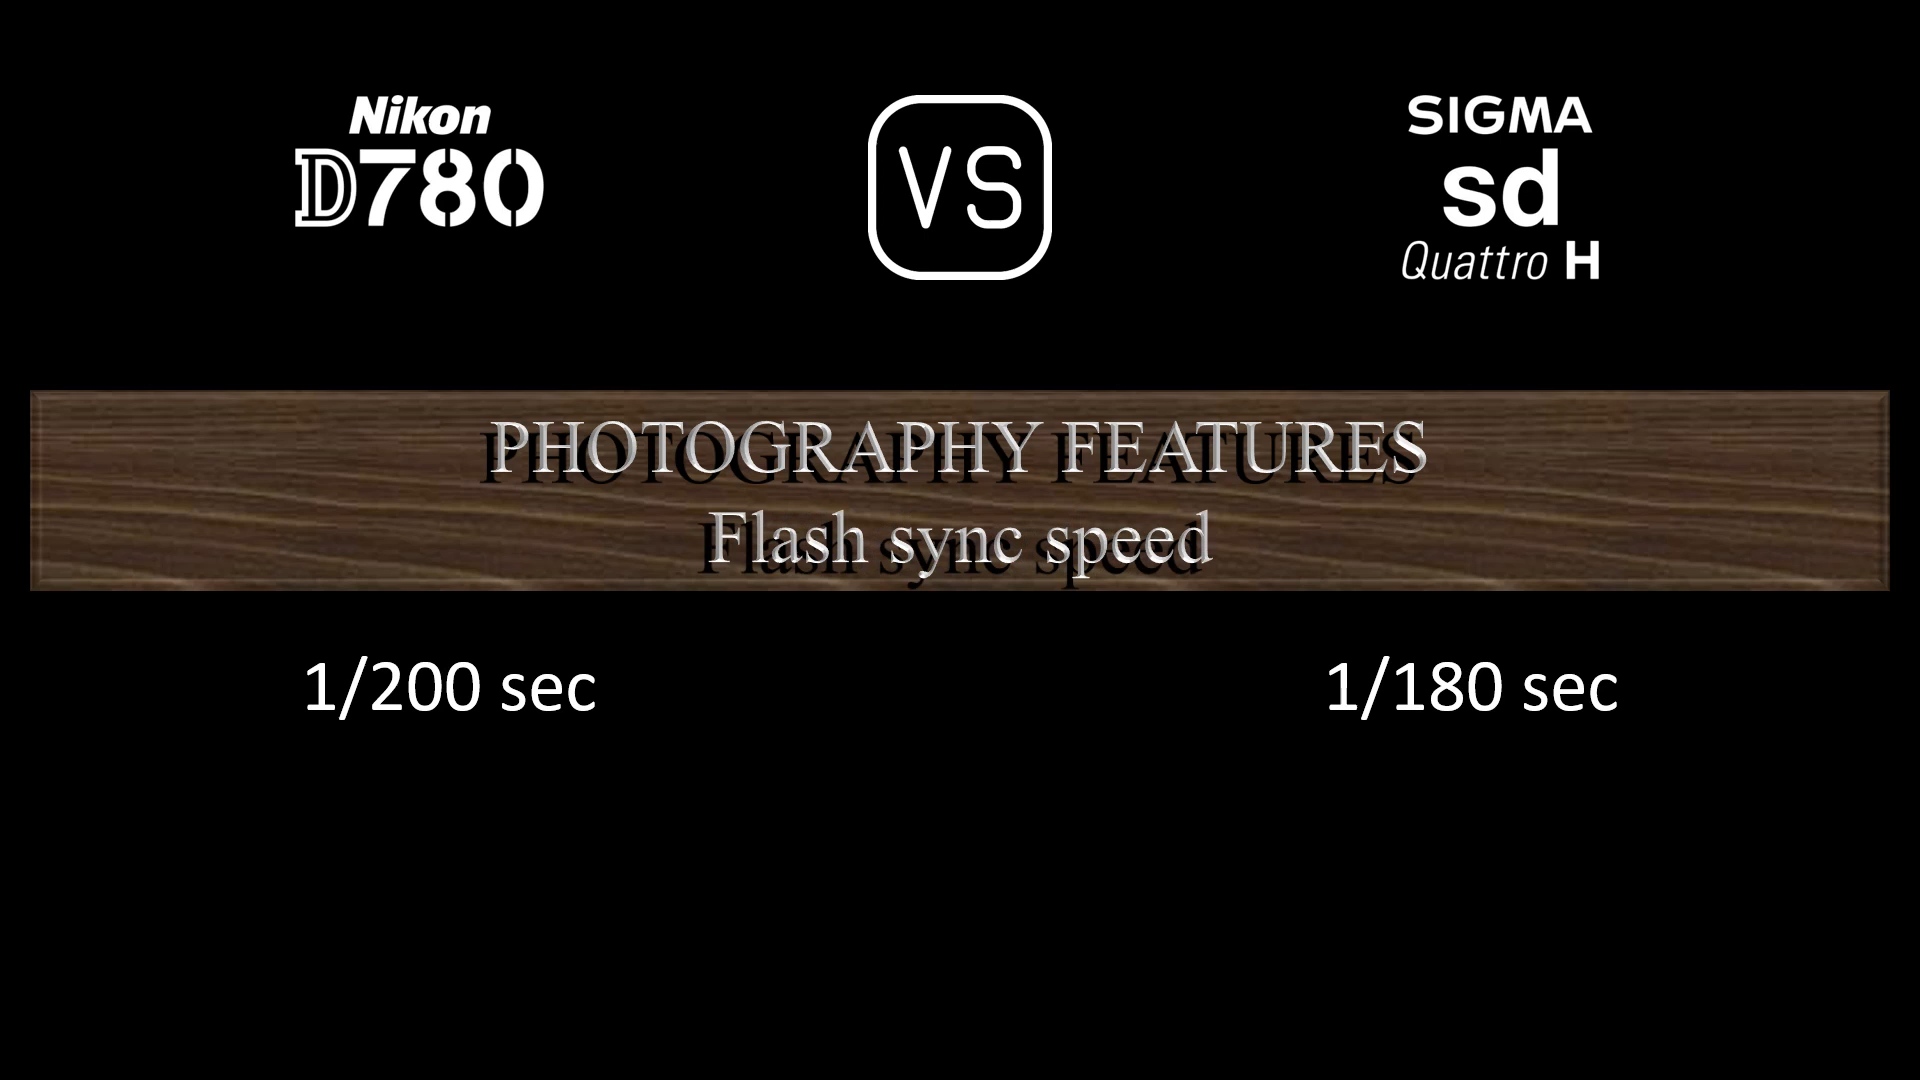 Nikon
D780
VS
SIGMA
sd
Quattro H
PHOTOGRAPHY FEATURES
Flash sync speed
1/200 sec
1/180 sec